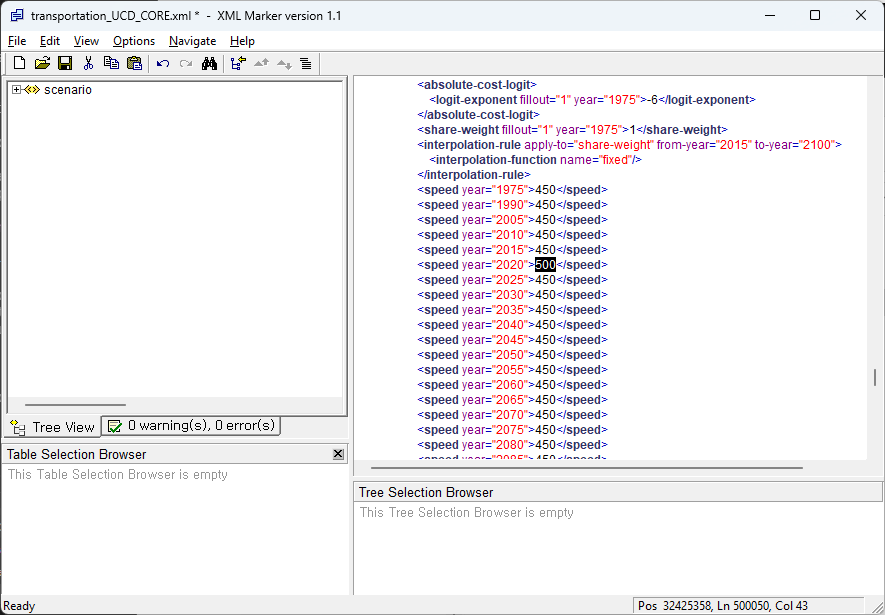 transportation_UCD_CORE.xml * - XML Marker version 1.1
File Edit View Options Navigate Help
scenario
Tree View 0 warning(s), 0 error(s)
Table Selection Browser
This Table Selection Browser is empty
<absolute-cost-logit>
<logit-exponent fillout="1" year="1975">-6</logit-exponent>
</absolute-cost-logit>
<share-weight fillout="1" year="1975">1</share-weight>
<interpolation-rule apply-to="share-weight" from-year="2015" to-year="2100">
<interpolation-function name="fixed"/>
</interpolation-rule>
<speed year="1975">450</speed>
<speed year="1990">450</speed>
<speed year="2005">450</speed>
<speed year="2010">450</speed>
<speed year="2015">450</speed>
<speed year="2020">500</speed>
<speed year="2025">450</speed>
<speed year="2030">450</speed>
<speed year="2035">450</speed>
<speed year="2040">450</speed>
<speed year="2045">450</speed>
<speed year="2050">450</speed>
<speed year="2055">450</speed>
<speed year="2060">450</speed>
<speed year="2065">450</speed>
<speed year="2070">450</speed>
<speed year="2075">450</speed>
<speed year="2080">450</speed>
<speed year="2085">450</speed>
Tree Selection Browser
This Tree Selection Browser is empty
Ready
Pos 32425358, Ln 500050, Col 43